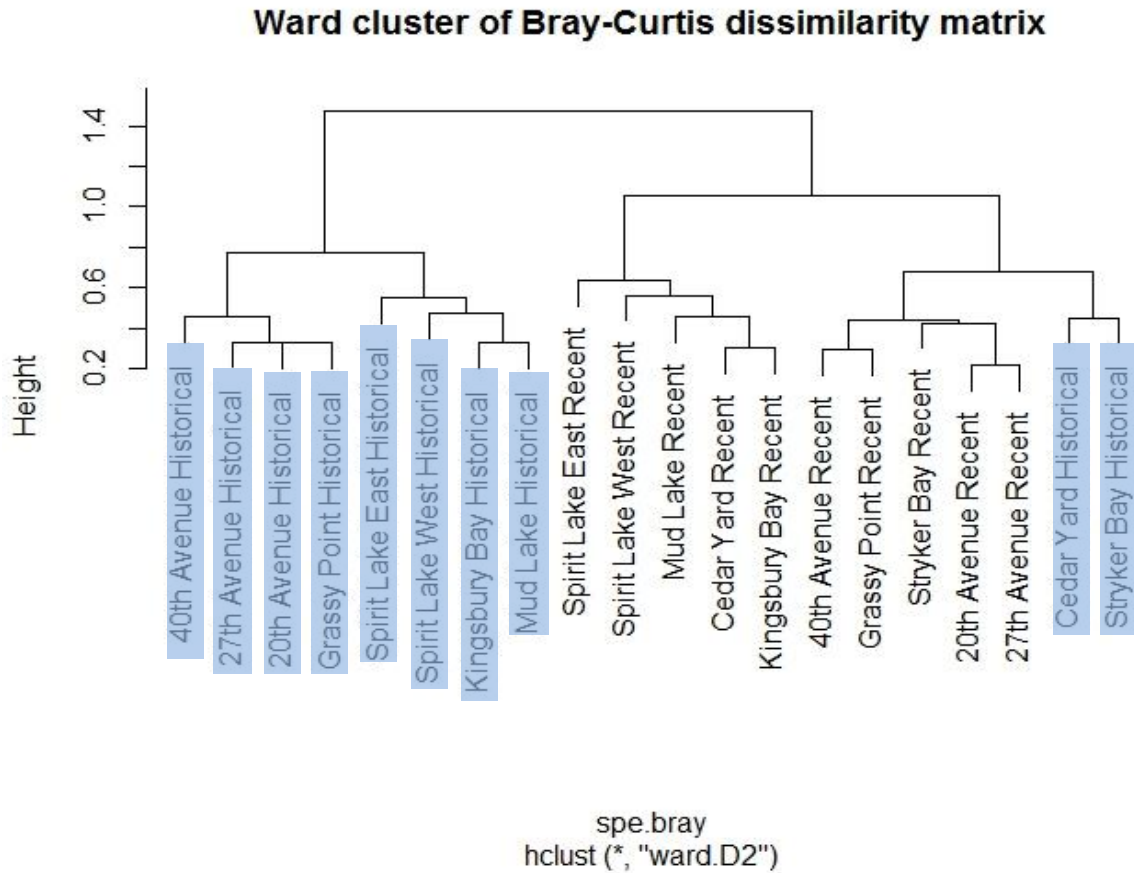 Ward cluster of Bray-Curtis dissimilarity matrix
Height
1.4
1.0
0.6
0.2
40th Avenue Historical
27th Avenue Historical
20th Avenue Historical
Grassy Point Historical
Spirit Lake East Historical
Spirit Lake West Historical
Kingsbury Bay Historical
Mud Lake Historical
Spirit Lake East Recent
Spirit Lake West Recent
Mud Lake Recent
Cedar Yard Recent
Kingsbury Bay Recent
40th Avenue Recent
Grassy Point Recent
Stryker Bay Recent
20th Avenue Recent
27th Avenue Recent
Cedar Yard Historical
Stryker Bay Historical
spe.bray
hclust (*, "ward.D2")